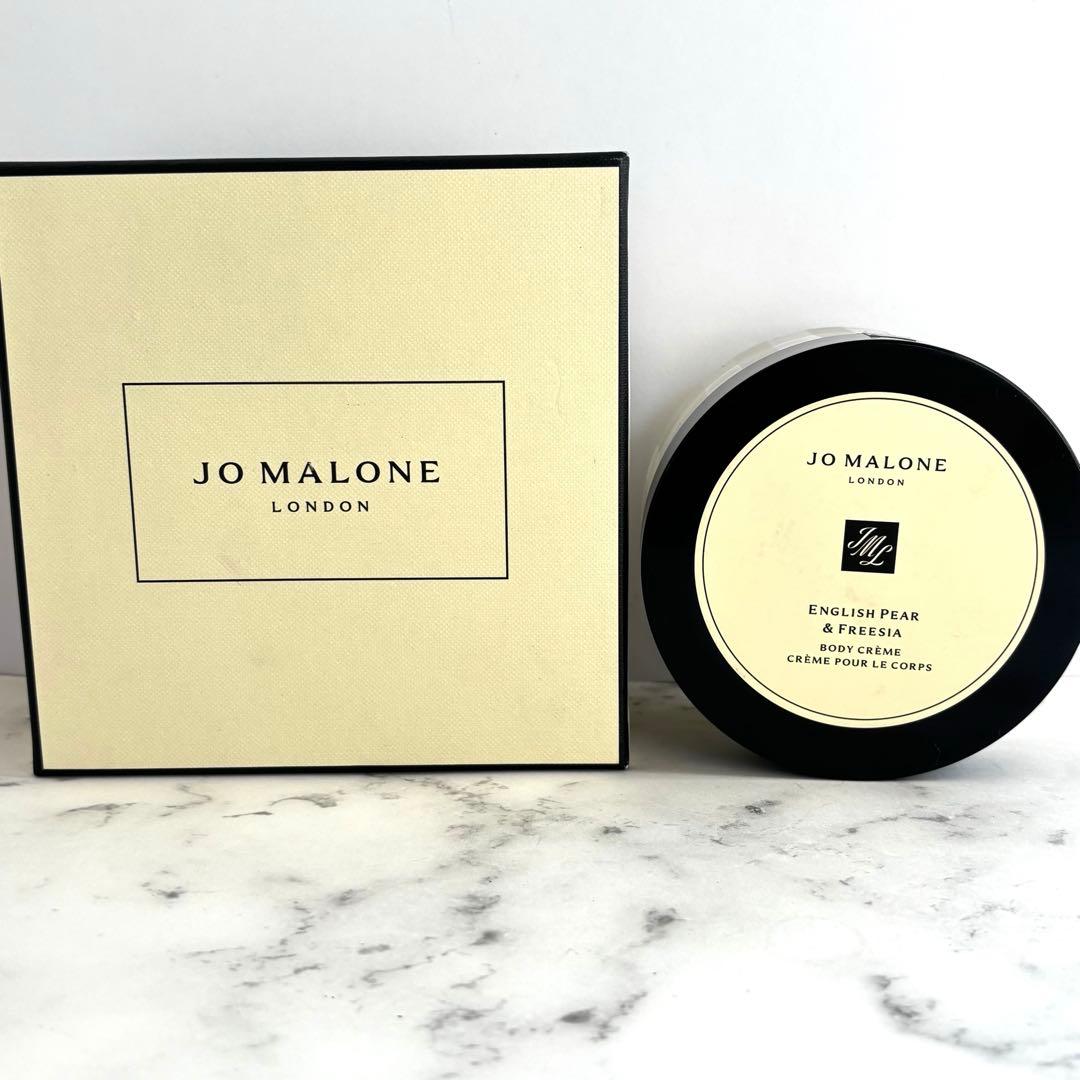 JO MALONE
LONDON
JO MALONE
LONDON
JML
ENGLISH PEAR
& FREESIA
BODY CRÈME
CRÈME POUR LE CORPS